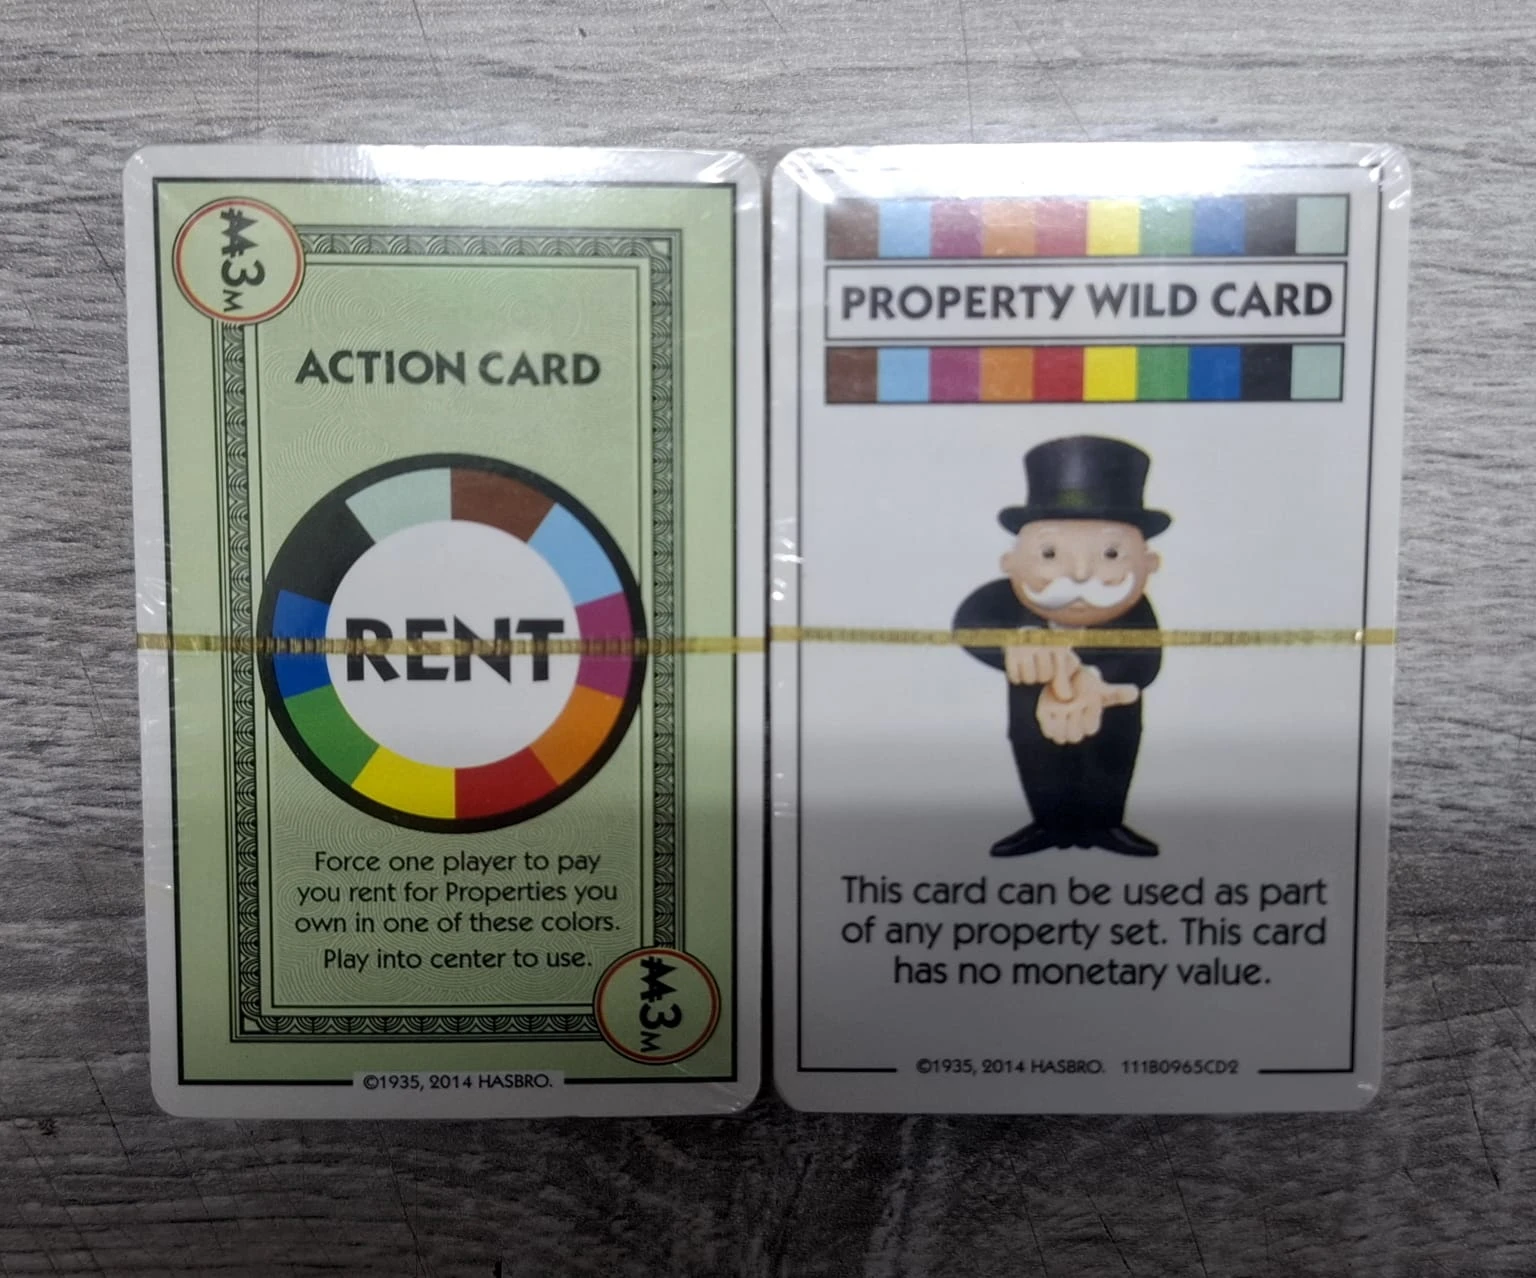 ₩3M
ACTION CARD
RENT
Force one player to pay
you rent for Properties you
own in one of these colors.
Play into center to use.
₩3M
©1935, 2014 HASBRO.
PROPERTY WILD CARD
This card can be used as part
of any property set. This card
has no monetary value.
©1935, 2014 HASBRO. 111B0965CD2